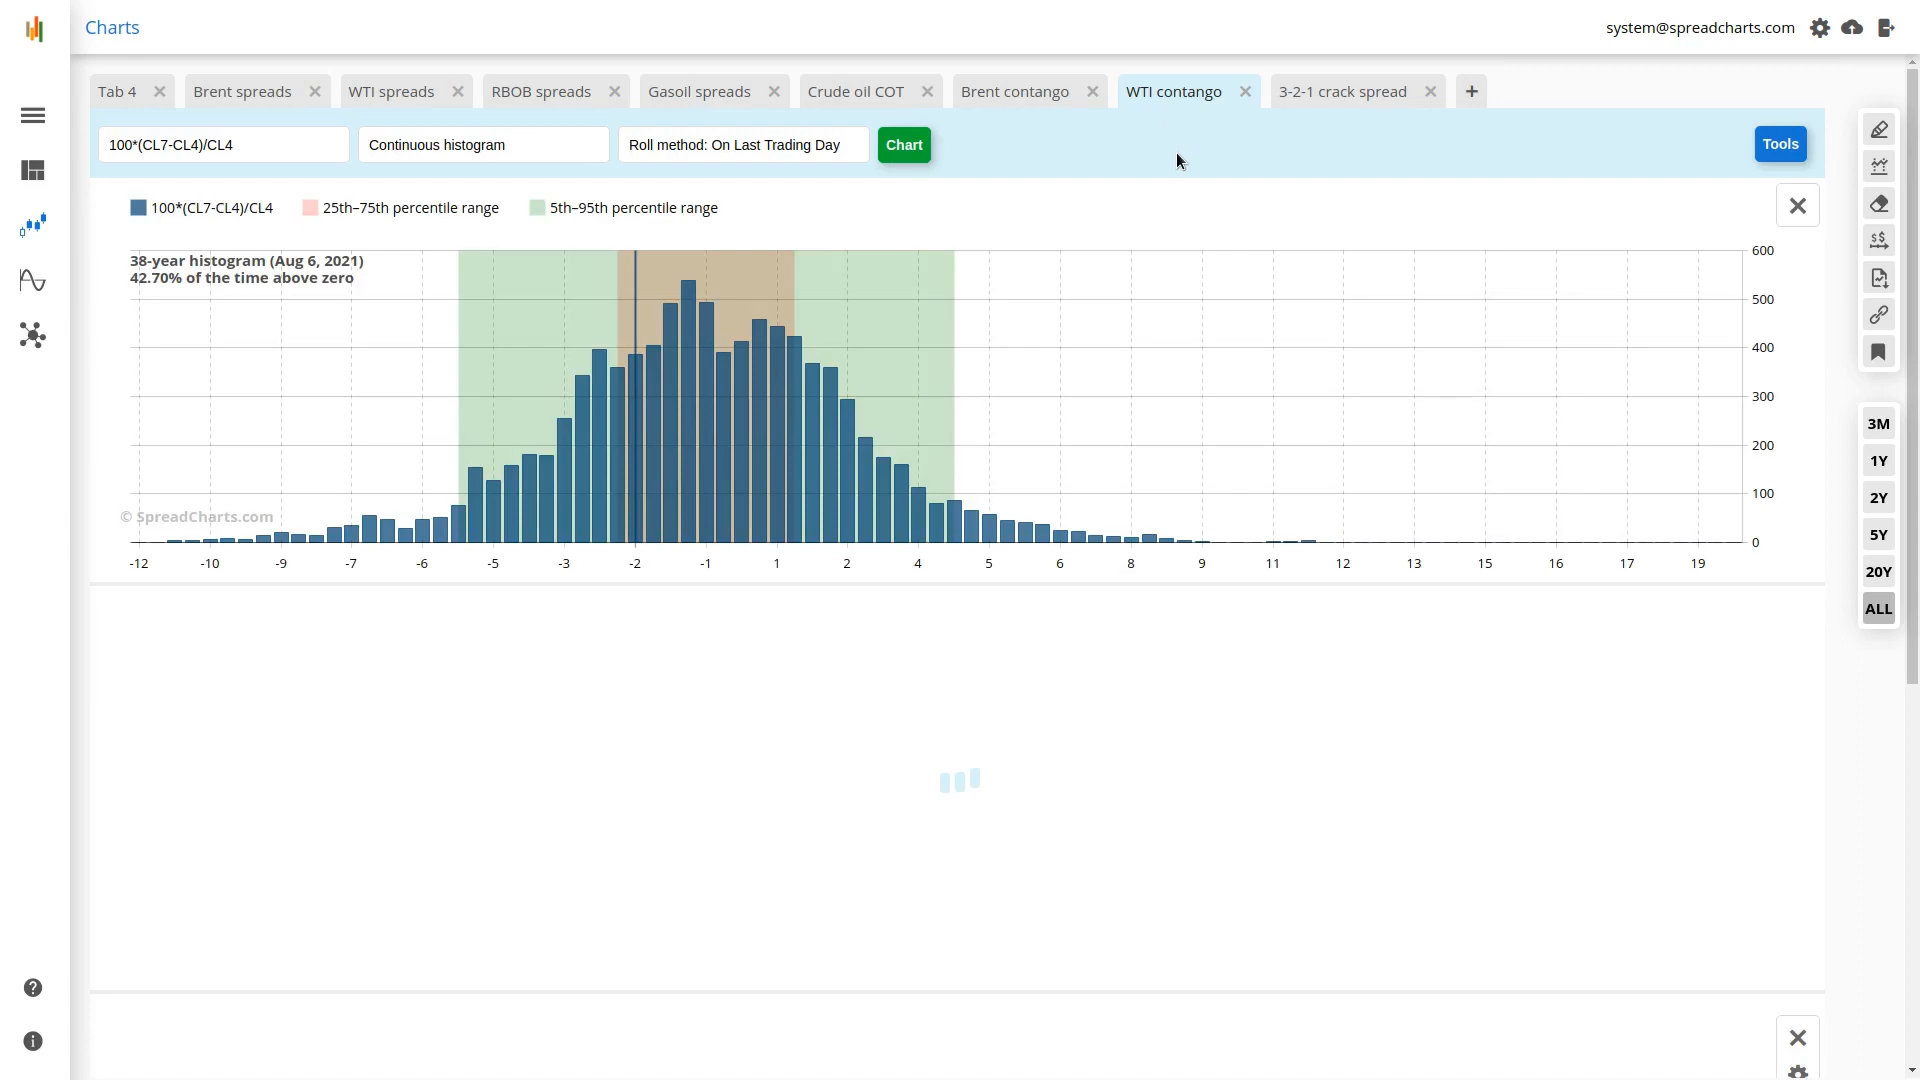 Charts
system@spreadcharts.com
Tab 4
Brent spreads
WTI spreads
RBOB spreads
Gasoil spreads
Crude oil COT
Brent contango
WTI contango
3-2-1 crack spread
100*(CL7-CL4)/CL4
Continuous histogram
Roll method: On Last Trading Day
Chart
Tools
100*(CL7-CL4)/CL4
25th–75th percentile range
5th–95th percentile range
38-year histogram (Aug 6, 2021)
42.70% of the time above zero
600
500
400
300
200
100
0
© SpreadCharts.com
-12 -10 -9 -7 -6 -5 -3 -2 -1 1 2 4 5 6 8 9 11 12 13 15 16 17 19
3M
1Y
2Y
5Y
20Y
ALL